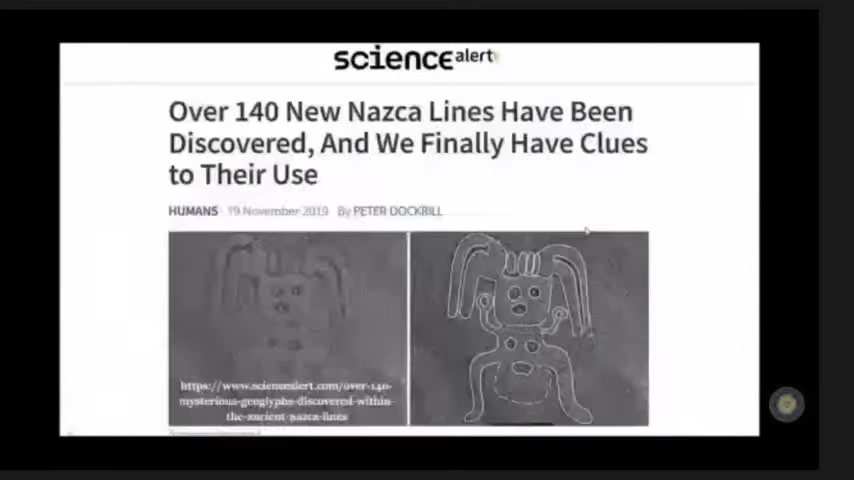 sciencealert
Over 140 New Nazca Lines Have Been
Discovered, And We Finally Have Clues
to Their Use
HUMANS 19 November 2019 By PETER DOCKRILL
https://www.sciencealert.com/over-140-
mysterious-geoglyphs-discovered-within-
the-ancient-nazca-lines